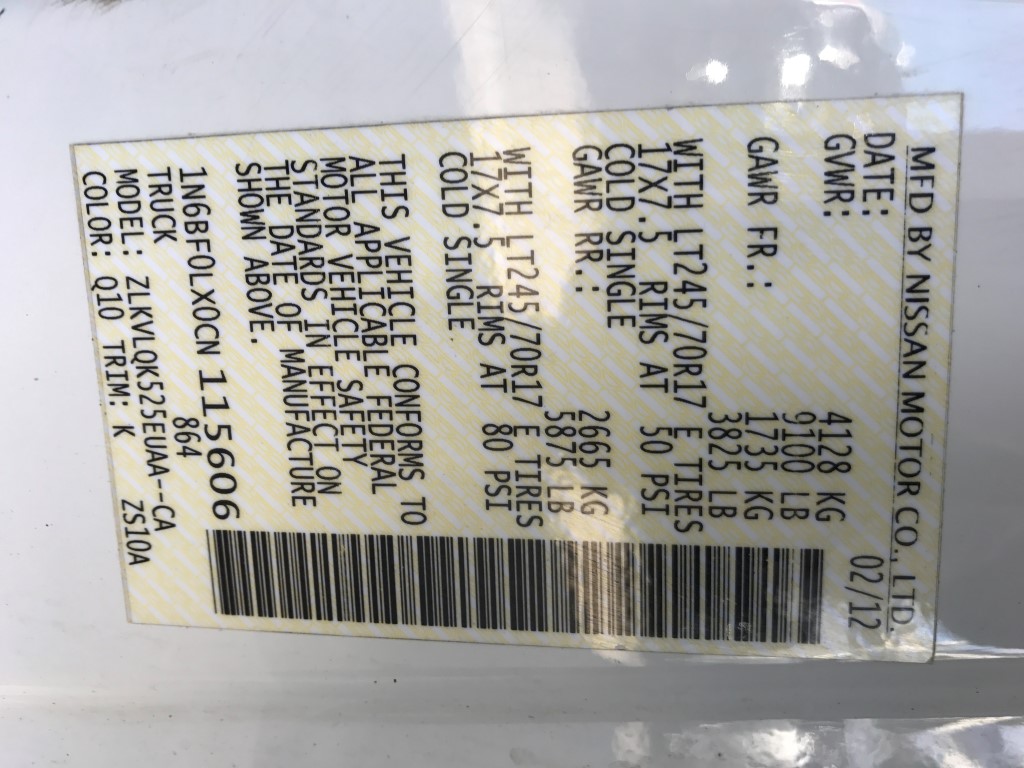 MFD BY NISSAN MOTOR CO., LTD.
DATE: 02/12
GVWR: 4128 KG
9100 LB
GAWR FR.: 1735 KG
3825 LB
WITH LT245/70R17 E TIRES
17X7.5 RIMS AT 50 PSI
COLD SINGLE
GAWR RR.: 2665 KG
5875 LB
WITH LT245/70R17 E TIRES
17X7.5 RIMS AT 80 PSI
COLD SINGLE
THIS VEHICLE CONFORMS TO
ALL APPLICABLE FEDERAL
MOTOR VEHICLE SAFETY
STANDARDS IN EFFECT ON
THE DATE OF MANUFACTURE
SHOWN ABOVE.
1N6BF0LX0CN 115606
TRUCK 864
MODEL: ZLKVLQK525EUAA--CA
COLOR: Q10 TRIM: K ZS10A